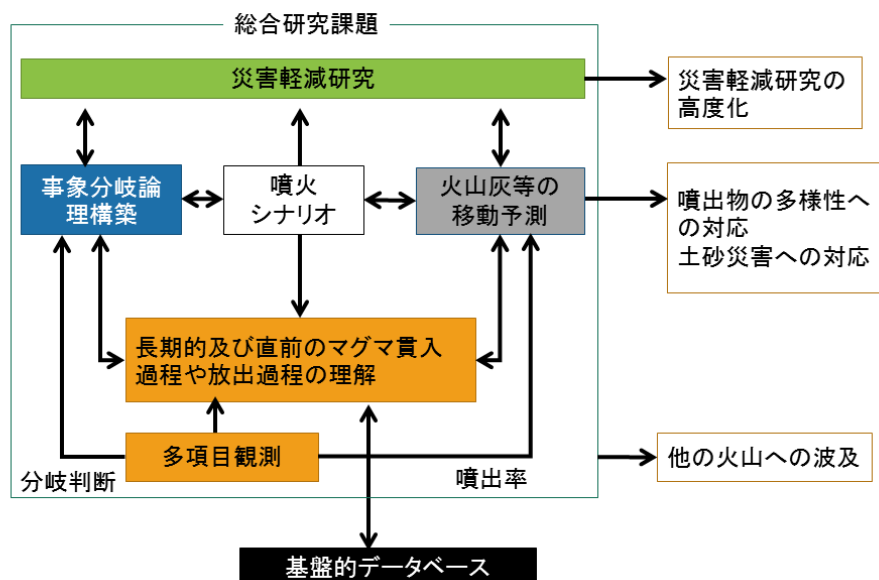 総合研究課題
災害軽減研究
災害軽減研究の
高度化
事象分岐論
理構築
噴火
シナリオ
火山灰等の
移動予測
噴出物の多様性へ
の対応
土砂災害への対応
長期的及び直前のマグマ貫入
過程や放出過程の理解
多項目観測
分岐判断
噴出率
他の火山への波及
基盤的データベース